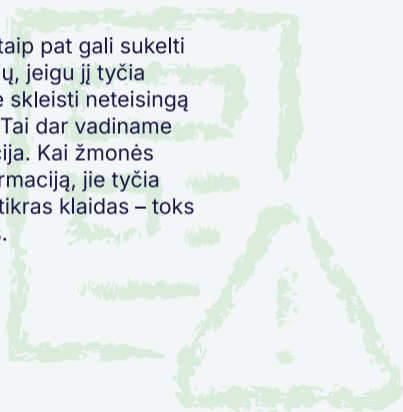 taip pat gali sukelti
ų, jeigu jį tyčia
skleisti neteisingą
Tai dar vadiname
ija. Kai žmonės
rmaciją, jie tyčia
tikras klaidas – toks
.